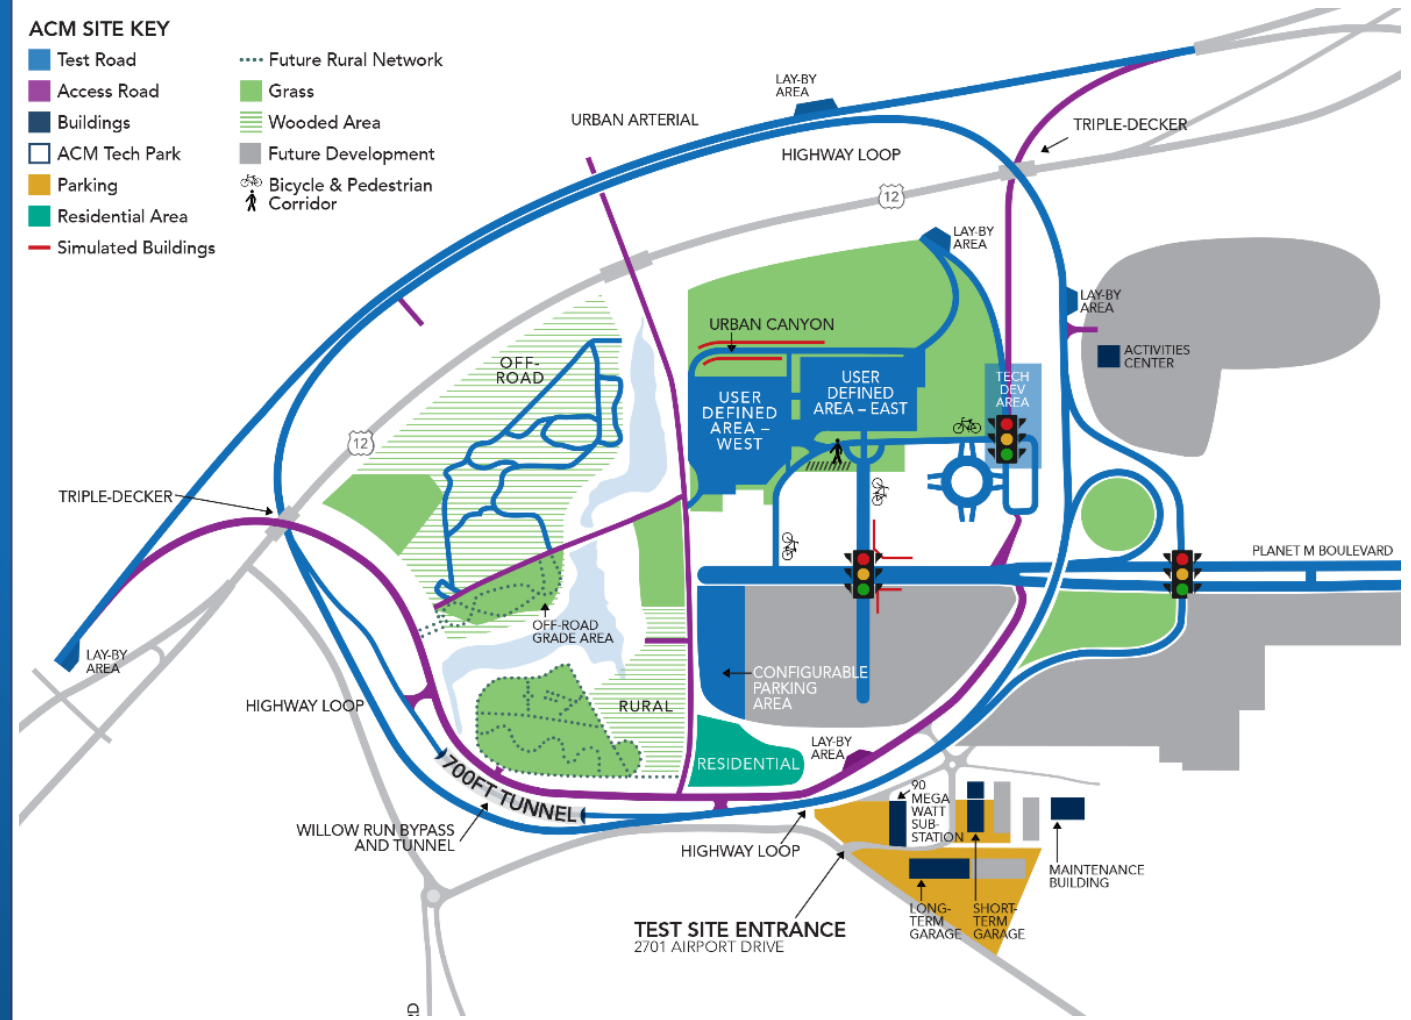 ACM SITE KEY
Test Road
Access Road
Buildings
ACM Tech Park
Parking
Residential Area
Simulated Buildings
Future Rural Network
Grass
Wooded Area
Future Development
Bicycle & Pedestrian
Corridor
LAY-BY
AREA
URBAN ARTERIAL
HIGHWAY LOOP
TRIPLE-DECKER
12
LAY-BY
AREA
LAY-BY
AREA
URBAN CANYON
ACTIVITIES
CENTER
OFF-
ROAD
USER
DEFINED
AREA – EAST
TECH
DEV
AREA
USER
DEFINED
AREA –
WEST
12
TRIPLE-DECKER
PLANET M BOULEVARD
OFF-ROAD
GRADE AREA
LAY-BY
AREA
CONFIGURABLE
PARKING
AREA
HIGHWAY LOOP
RURAL
LAY-BY
AREA
RESIDENTIAL
700FT TUNNEL
90
MEGA
WATT
SUB-
STATION
WILLOW RUN BYPASS
AND TUNNEL
HIGHWAY LOOP
MAINTENANCE
BUILDING
LONG-
TERM
GARAGE
SHORT-
TERM
GARAGE
TEST SITE ENTRANCE
2701 AIRPORT DRIVE
RD